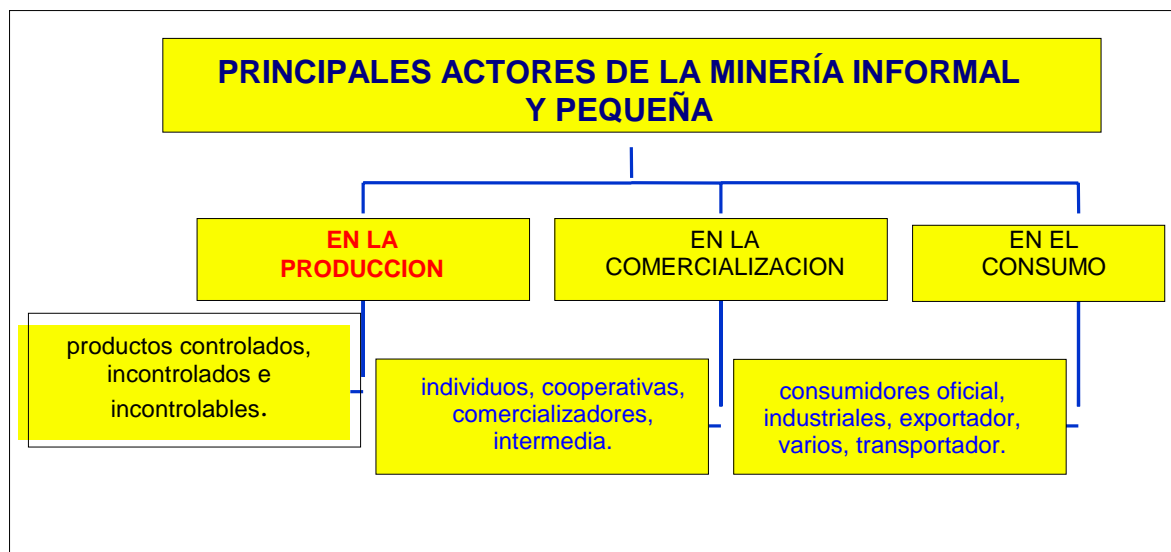 PRINCIPALES ACTORES DE LA MINERÍA INFORMAL
Y PEQUEÑA
EN LA
PRODUCCION
EN LA
COMERCIALIZACION
EN EL
CONSUMO
productos controlados,
incontrolados e
incontrolables.
individuos, cooperativas,
comercializadores,
intermedia.
consumidores oficial,
industriales, exportador,
varios, transportador.